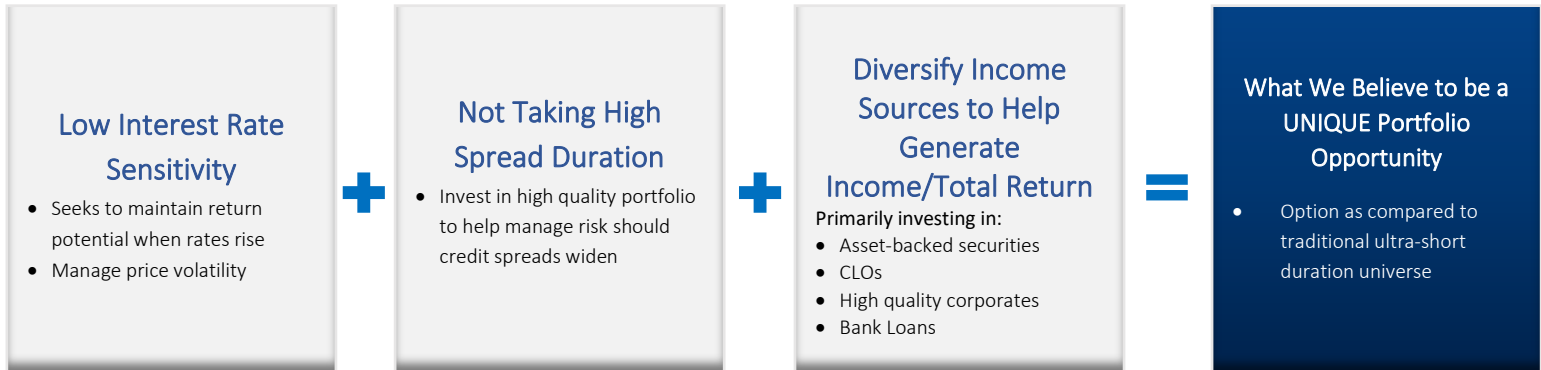 Low Interest Rate
Sensitivity
• Seeks to maintain return
potential when rates rise
• Manage price volatility
Not Taking High
Spread Duration
• Invest in high quality portfolio
to help manage risk should
credit spreads widen
Diversify Income
Sources to Help
Generate
Income/Total Return
Primarily investing in:
• Asset-backed securities
• CLOs
• High quality corporates
• Bank Loans
What We Believe to be a
UNIQUE Portfolio
Opportunity
• Option as compared to
traditional ultra-short
duration universe